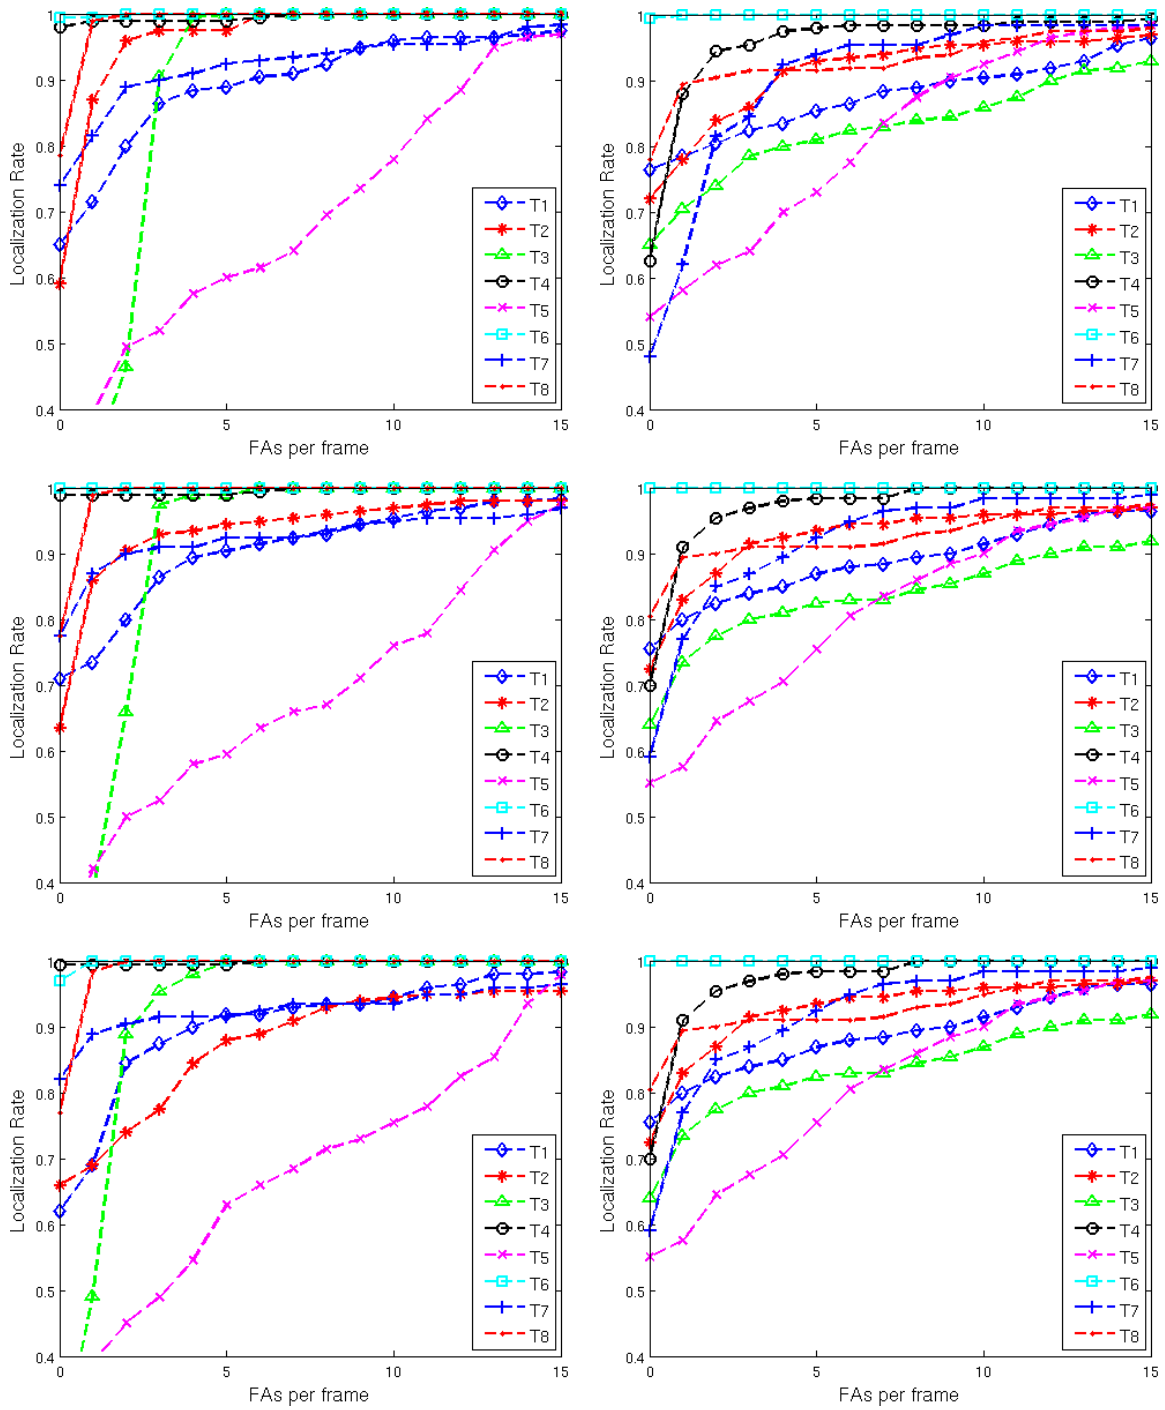 1
0.9
0.8
0.7
0.6
0.5
0.4
Localization Rate
T1
T2
T3
T4
T5
T6
T7
T8
0 5 10 15
FAs per frame
1
0.9
0.8
0.7
0.6
0.5
0.4
Localization Rate
T1
T2
T3
T4
T5
T6
T7
T8
0 5 10 15
FAs per frame
1
0.9
0.8
0.7
0.6
0.5
0.4
Localization Rate
T1
T2
T3
T4
T5
T6
T7
T8
0 5 10 15
FAs per frame
1
0.9
0.8
0.7
0.6
0.5
0.4
Localization Rate
T1
T2
T3
T4
T5
T6
T7
T8
0 5 10 15
FAs per frame
1
0.9
0.8
0.7
0.6
0.5
0.4
Localization Rate
T1
T2
T3
T4
T5
T6
T7
T8
0 5 10 15
FAs per frame
1
0.9
0.8
0.7
0.6
0.5
0.4
Localization Rate
T1
T2
T3
T4
T5
T6
T7
T8
0 5 10 15
FAs per frame